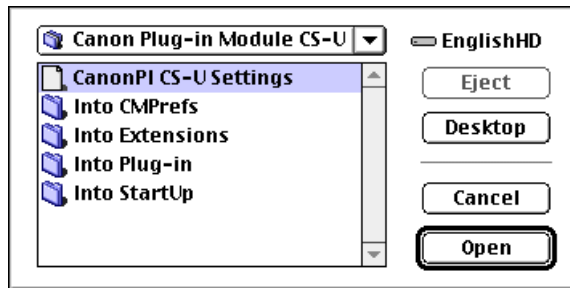 Canon Plug-in Module CS-U
EnglishHD
CanonPI CS-U Settings
Into CMPrefs
Into Extensions
Into Plug-in
Into StartUp
Eject
Desktop
Cancel
Open